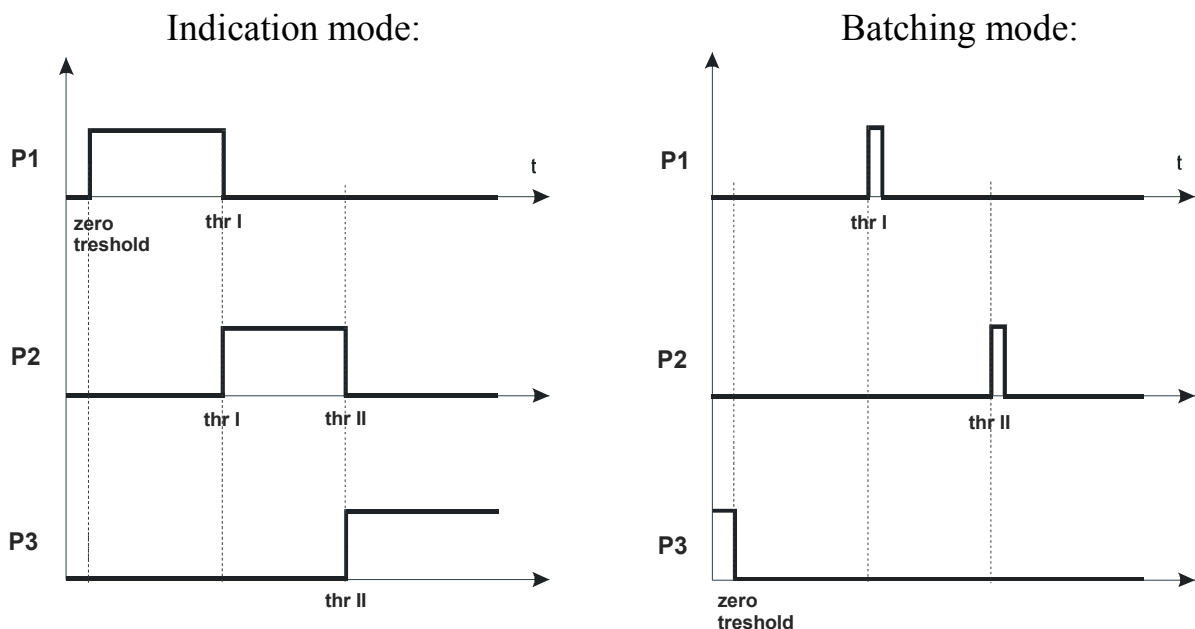 Indication mode:
P1
t
zero
treshold
thr I
P2
thr I
thr II
P3
thr II
Batching mode:
P1
t
thr I
P2
thr II
P3
zero
treshold